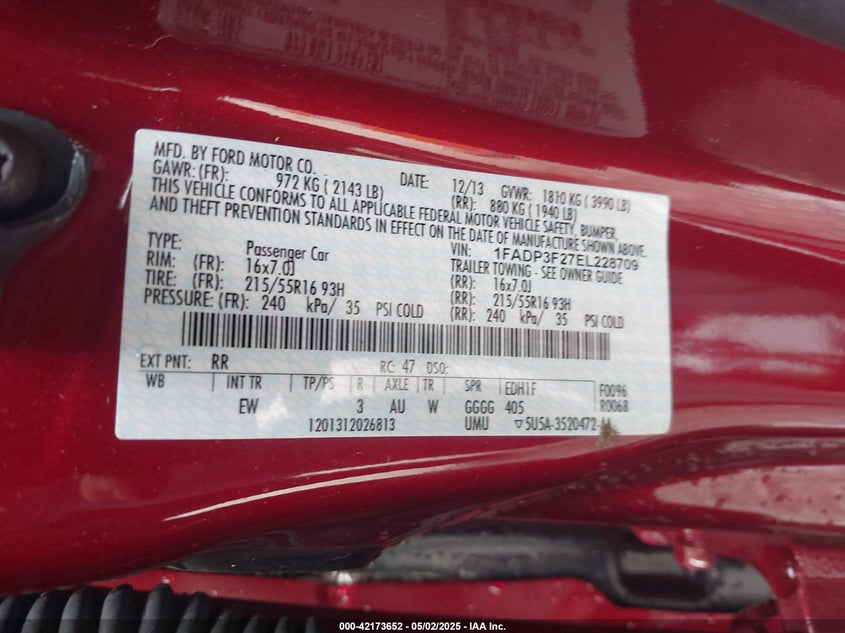 MFD. BY FORD MOTOR CO.
DATE: 12/13 GVWR: 1810 KG ( 3990 LB)
GAWR: (FR): 972 KG ( 2143 LB) (RR): 880 KG ( 1940 LB)
THIS VEHICLE CONFORMS TO ALL APPLICABLE FEDERAL MOTOR VEHICLE SAFETY, BUMPER,
AND THEFT PREVENTION STANDARDS IN EFFECT ON THE DATE OF MANUFACTURE SHOWN ABOVE.
VIN: 1FADP3F27EL228709
TYPE: Passenger Car TRAILER TOWING - SEE OWNER GUIDE
RIM: (FR): 16x7.0J (RR): 16x7.0J
TIRE: (FR): 215/55R16 93H (RR): 215/55R16 93H
PRESSURE: (FR): 240 kPa/ 35 PSI COLD (RR): 240 kPa/ 35 PSI COLD
EXT PNT: RR RC: 47 DSO:
WB INT TR TP/PS R AXLE TR SPR EDH1F F0096
EW 3 AU W GGGG 405 R0068
1201312026813 UMU ▽5U5A-3520472-
000-42173652 - 05/02/2025 - IAA Inc.